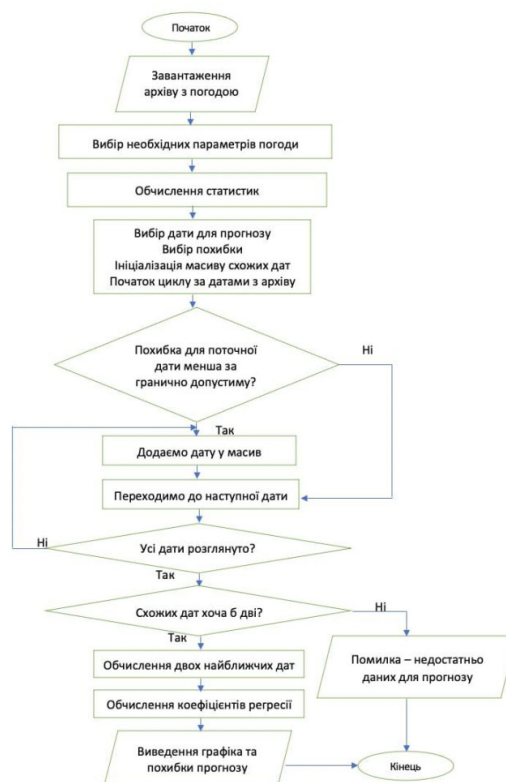 Початок
Завантаження
архіву з погодою
Вибір необхідних параметрів погоди
Обчислення статистик
Вибір дати для прогнозу
Вибір похибки
Ініціалізація масиву схожих дат
Початок циклу за датами з архіву
Похибка для поточної
дати менша за
гранично допустиму?
Ні
Так
Додаємо дату у масив
Переходимо до наступної дати
Ні
Усі дати розглянуто?
Так
Схожих дат хоча б дві?
Ні
Так
Обчислення двох найближчих дат
Помилка – недостатньо
даних для прогнозу
Обчислення коефіцієнтів регресії
Виведення графіка та
похибки прогнозу
Кінець